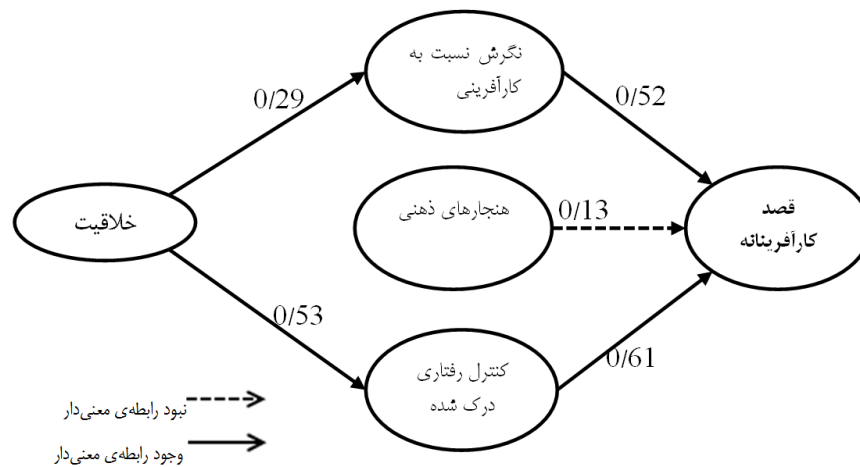 نگرش نسبت به
کارآفرینی
0/29
0/52
خلاقیت
هنجارهای ذهنی
0/13
قصد
کارآفرینانه
0/53
0/61
کنترل رفتاری
درک شده
نبود رابطه‌ی معنی‌دار
وجود رابطه‌ی معنی‌دار